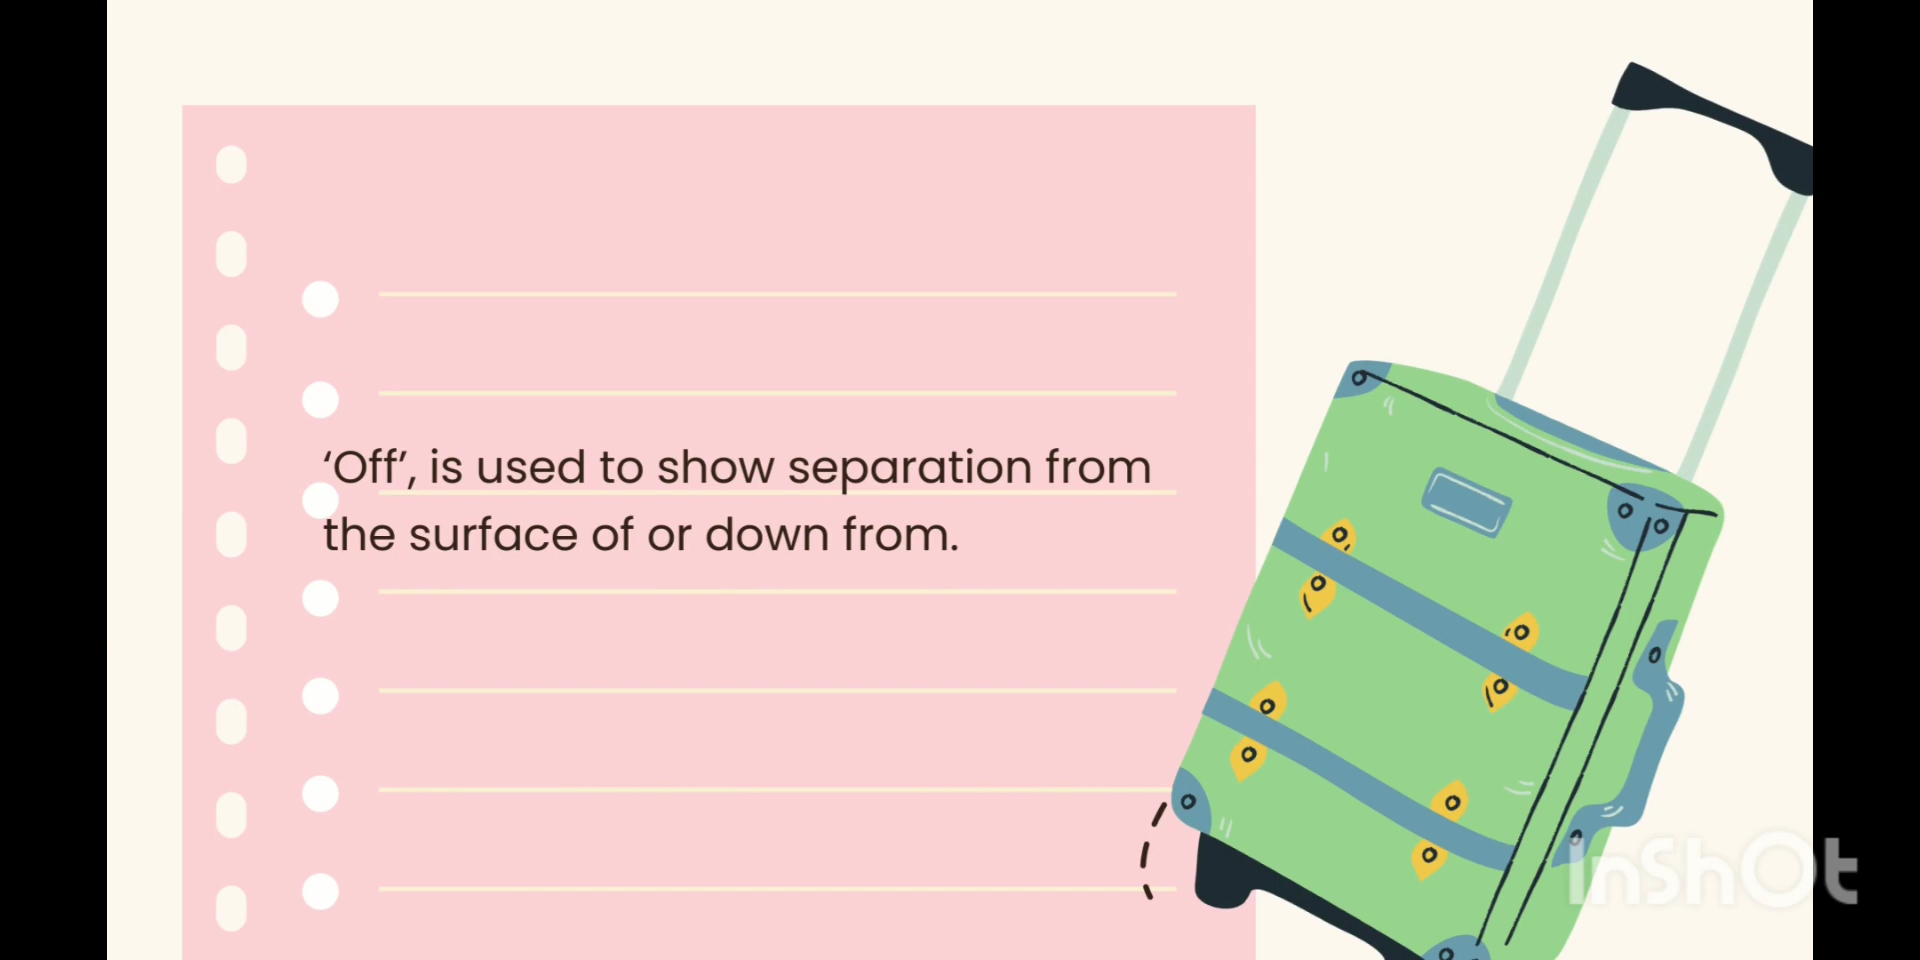 ‘Off’, is used to show separation from
the surface of or down from.
InShOt